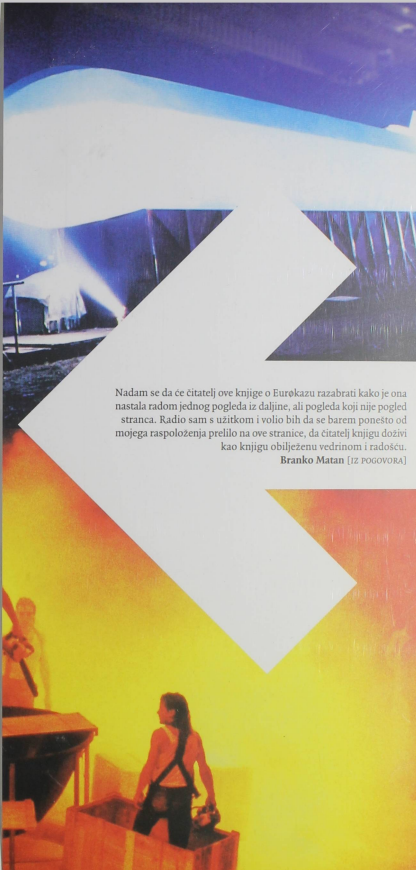 Nadam se da će čitatelj ove knjige o Eurøkazu razabrati kako je ona
nastala radom jednog pogleda iz daljine, ali pogleda koji nije pogled
stranca. Radio sam s užitkom i volio bih da se barem ponešto od
mojega raspoloženja prelilo na ove stranice, da čitatelj knjigu doživi
kao knjigu obilježenu vedrinom i radošću.
Branko Matan [IZ POGOVORA]